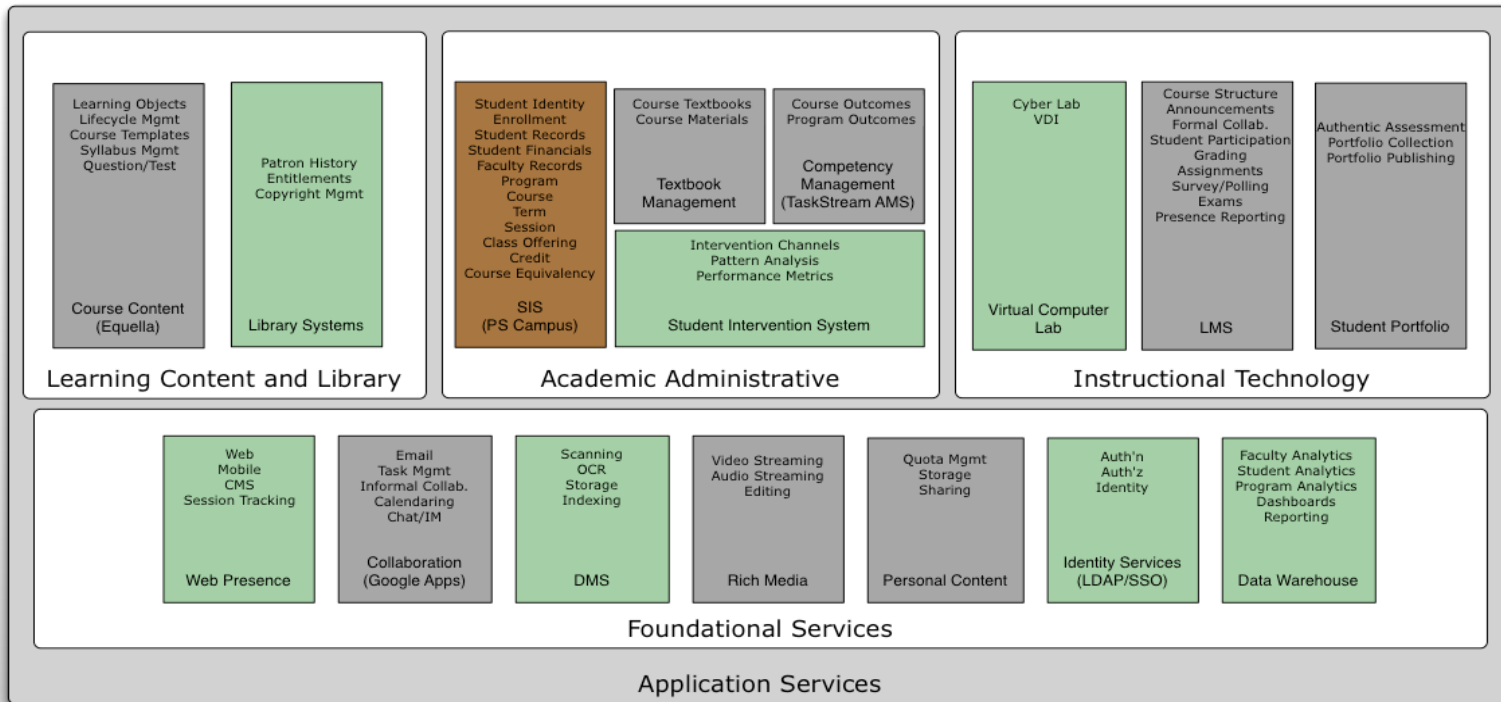 Learning Objects
Lifecycle Mgmt
Course Templates
Syllabus Mgmt
Question/Test
Course Content
(Equella)
Patron History
Entitlements
Copyright Mgmt
Library Systems
Learning Content and Library
Student Identity
Enrollment
Student Records
Student Financials
Faculty Records
Program
Course
Term
Session
Class Offering
Credit
Course Equivalency
SIS
(PS Campus)
Course Textbooks
Course Materials
Textbook
Management
Course Outcomes
Program Outcomes
Competency
Management
(TaskStream AMS)
Intervention Channels
Pattern Analysis
Performance Metrics
Student Intervention System
Academic Administrative
Cyber Lab
VDI
Virtual Computer
Lab
Course Structure
Announcements
Formal Collab.
Student Participation
Grading
Assignments
Survey/Polling
Exams
Presence Reporting
LMS
Authentic Assessment
Portfolio Collection
Portfolio Publishing
Student Portfolio
Instructional Technology
Web
Mobile
CMS
Session Tracking
Web Presence
Email
Task Mgmt
Informal Collab.
Calendaring
Chat/IM
Collaboration
(Google Apps)
Scanning
OCR
Storage
Indexing
DMS
Video Streaming
Audio Streaming
Editing
Rich Media
Quota Mgmt
Storage
Sharing
Personal Content
Auth'n
Auth'z
Identity
Identity Services
(LDAP/SSO)
Faculty Analytics
Student Analytics
Program Analytics
Dashboards
Reporting
Data Warehouse
Foundational Services
Application Services